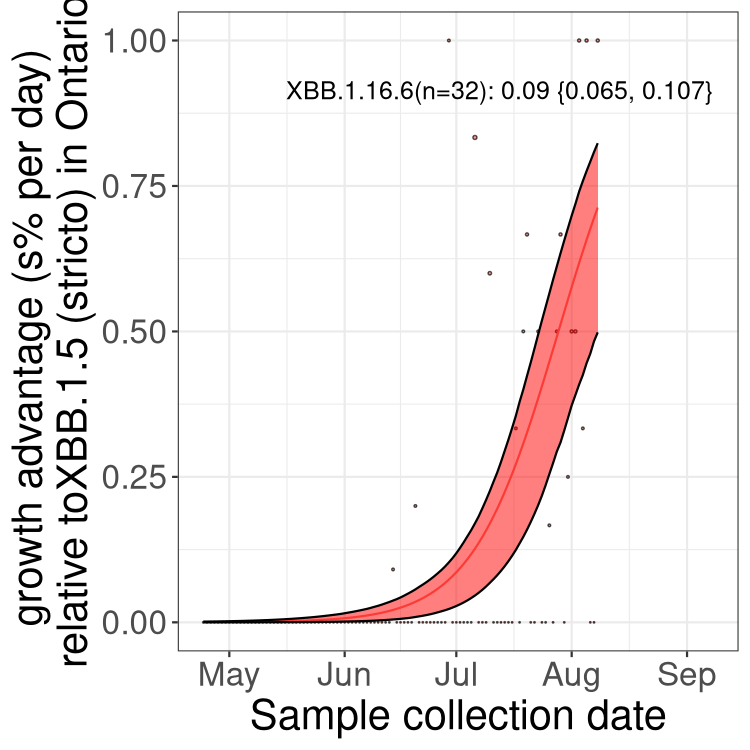 growth advantage (s% per day)
relative toXBB.1.5 (stricto) in Ontario
1.00
0.75
0.50
0.25
0.00
XBB.1.16.6(n=32): 0.09 {0.065, 0.107}
May Jun Jul Aug Sep
Sample collection date